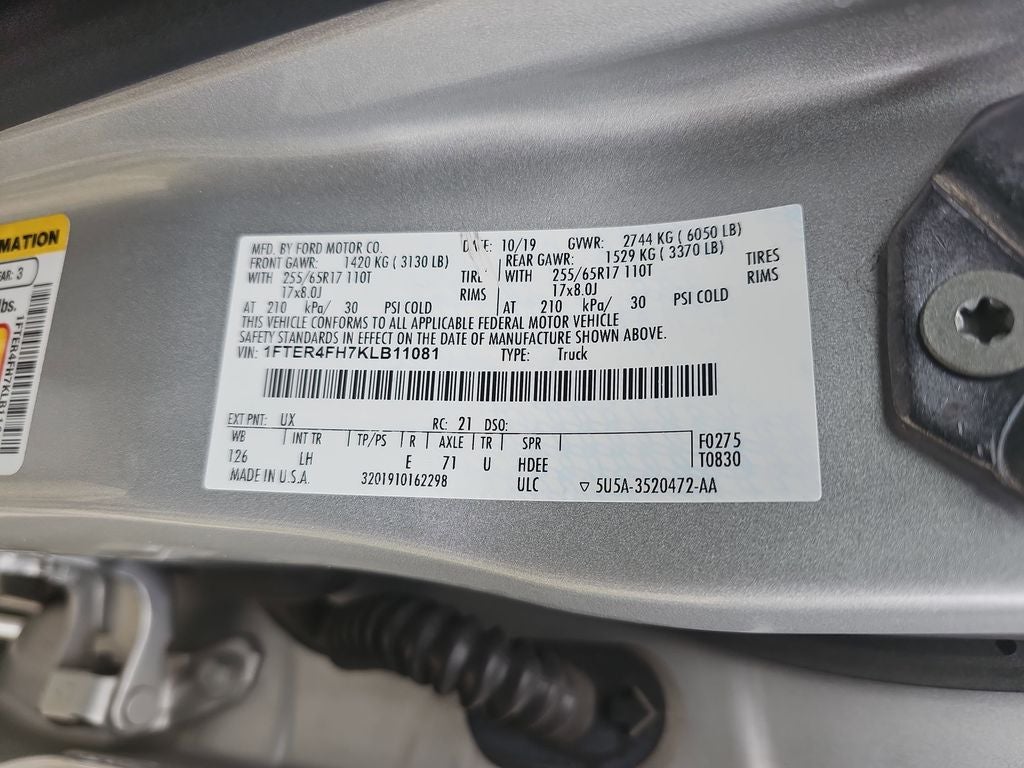 MATION
AR: 3
lbs.
MFD. BY FORD MOTOR CO. DATE: 10/19 GVWR: 2744 KG ( 6050 LB)
FRONT GAWR: 1420 KG ( 3130 LB) REAR GAWR: 1529 KG ( 3370 LB)
WITH 255/65R17 110T TIRE WITH 255/65R17 110T TIRES
17x8.0J RIMS 17x8.0J RIMS
AT 210 kPa/ 30 PSI COLD AT 210 kPa/ 30 PSI COLD
THIS VEHICLE CONFORMS TO ALL APPLICABLE FEDERAL MOTOR VEHICLE
SAFETY STANDARDS IN EFFECT ON THE DATE OF MANUFACTURE SHOWN ABOVE.
VIN: 1FTER4FH7KLB11081 TYPE: Truck
EXT PNT: UX RC: 21 DSO:
WB INT TR TP/PS R AXLE TR SPR F0275
126 LH E 71 U HDEE T0830
MADE IN U.S.A. 3201910162298 ULC ▽ 5U5A-3520472-AA